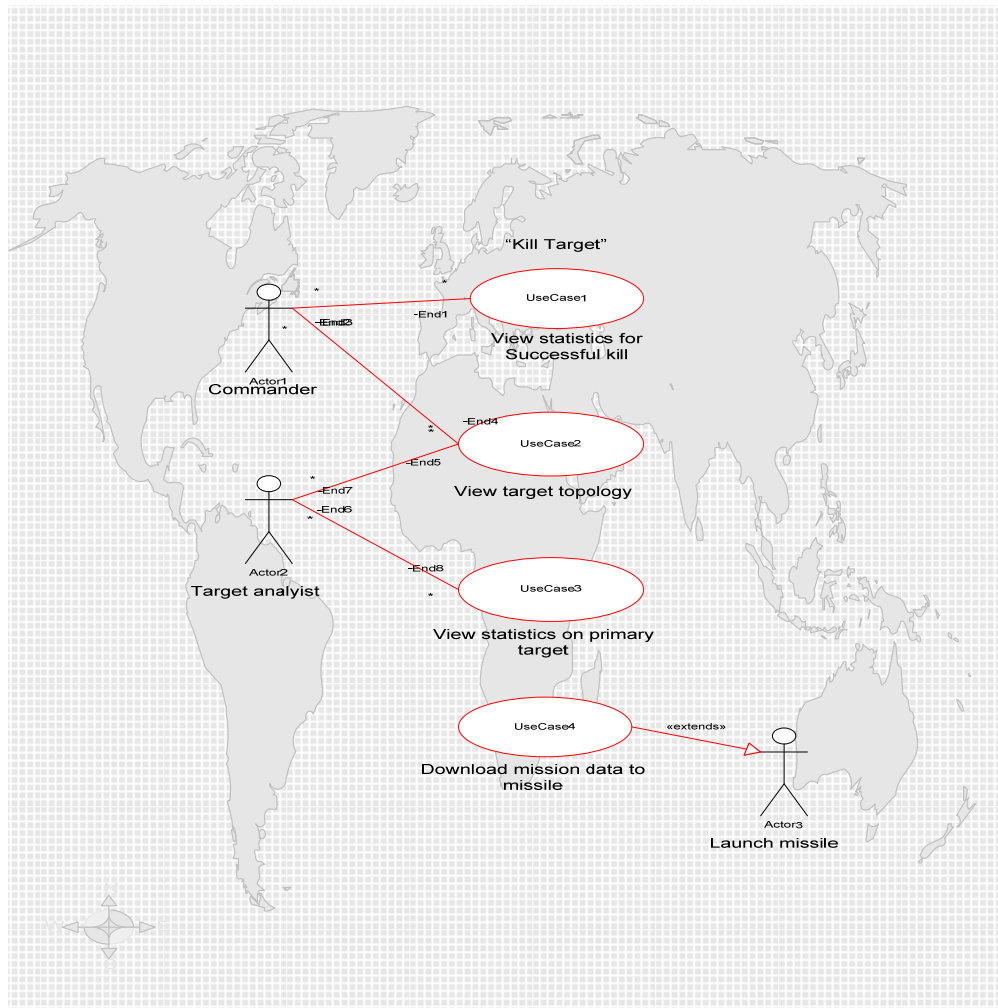 “Kill Target”
*
*
UseCase1
-End1
-End3
*
View statistics for
Successful kill
Actor1
Commander
-End4
*
*
UseCase2
-End5
*
-End7
View target topology
-End6
*
Actor2
Target analyist
-End8
*
UseCase3
View statistics on primary
target
UseCase4
«extends»
Download mission data to
missile
Actor3
Launch missile